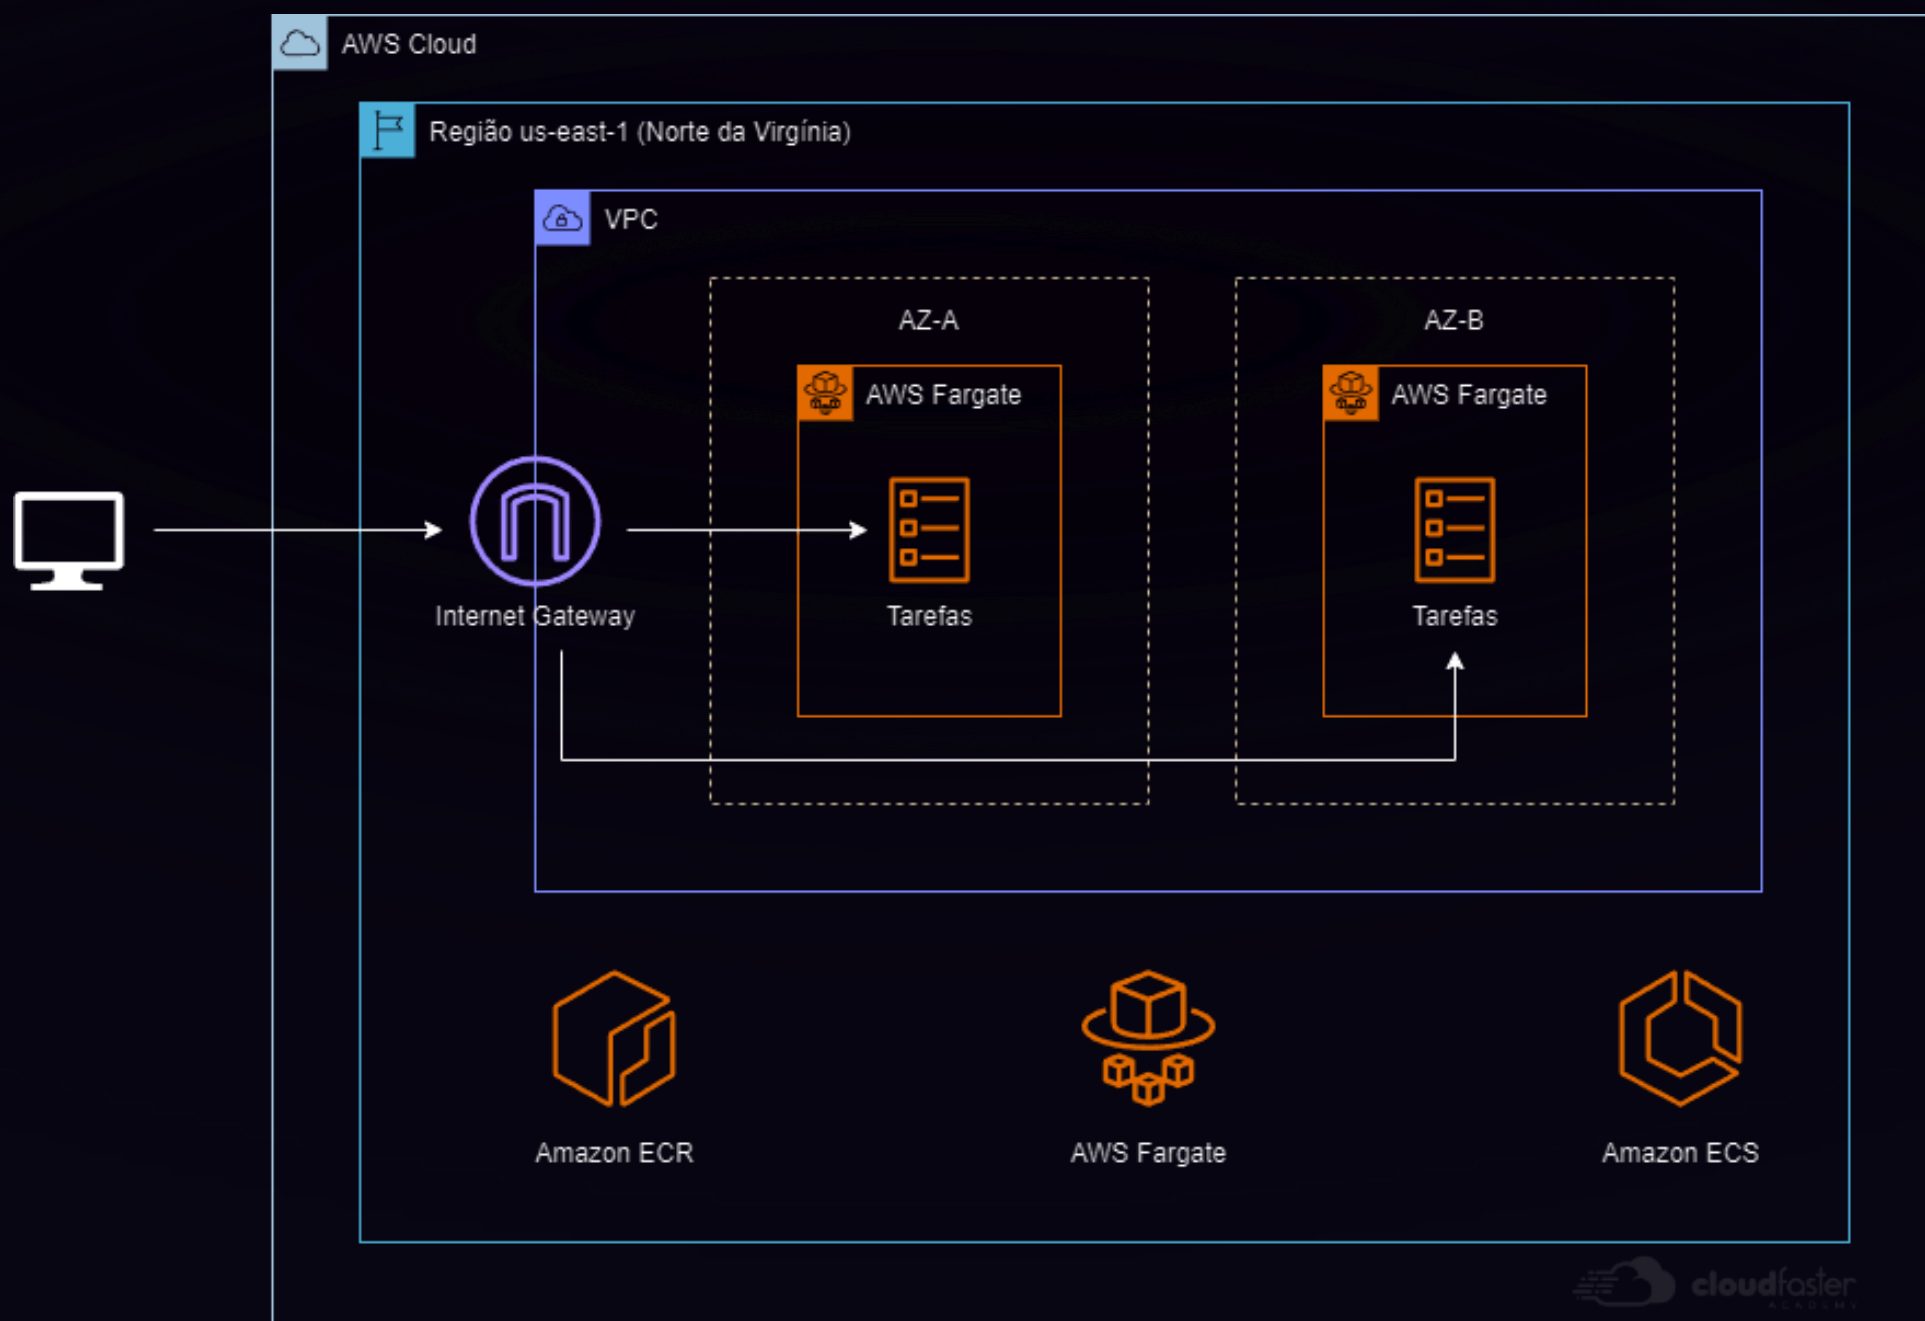 AWS Cloud
Região us-east-1 (Norte da Virgínia)
VPC
AZ-A
AZ-B
AWS Fargate
AWS Fargate
Internet Gateway
Tarefas
Tarefas
Amazon ECR
AWS Fargate
Amazon ECS
cloudfaster
ACADEMY